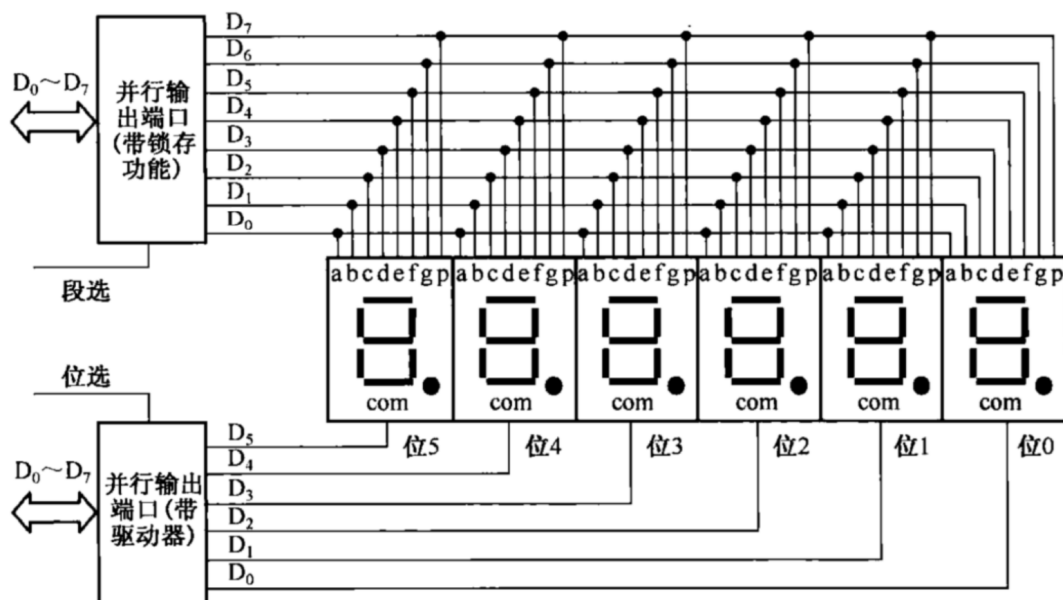 D₇
D₆
D₅
D₄
D₃
D₂
D₁
D₀
D₀～D₇
并行输
出端口
(带锁存
功能)
段选
abcdefgp abcdefgp abcdefgp abcdefgp abcdefgp abcdefgp
com com com com com com
位5 位4 位3 位2 位1 位0
位选
D₀～D₇
并行输出
端口(带
驱动器)
D₅
D₄
D₃
D₂
D₁
D₀